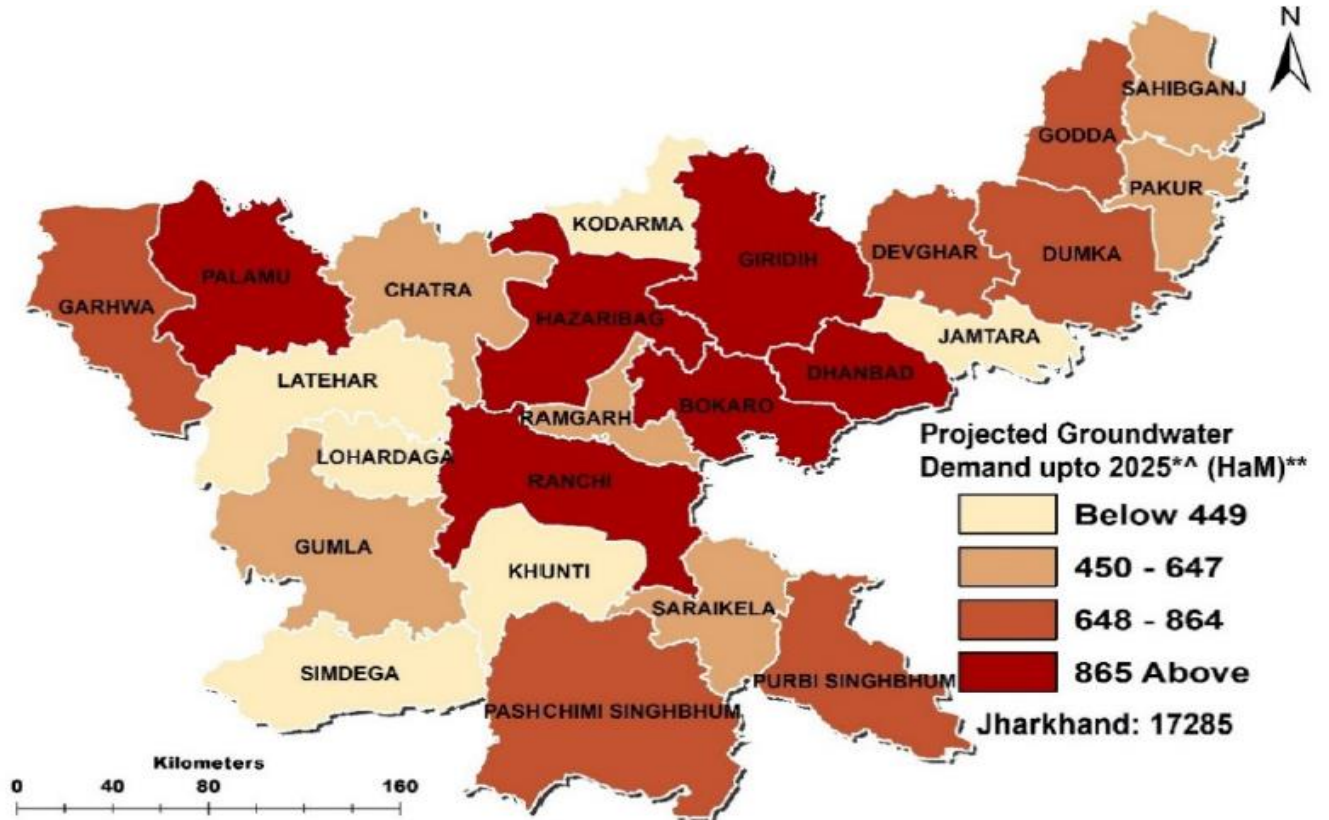 N
SAHIBGANJ
GODDA
PAKUR
KODARMA
DEVGHAR
DUMKA
GIRIDIH
PALAMU
CHATRA
GARHWA
HAZARIBAG
JAMTARA
LATEHAR
DHANBAD
BOKARO
RAMGARH
LOHARDAGA
RANCHI
GUMLA
KHUNTI
SARAIKELA
SIMDEGA
PURBI SINGHBHUM
PASHCHIMI SINGHBHUM
Projected Groundwater
Demand upto 2025*^ (HaM)**
Below 449
450 - 647
648 - 864
865 Above
Jharkhand: 17285
Kilometers
0 40 80 160